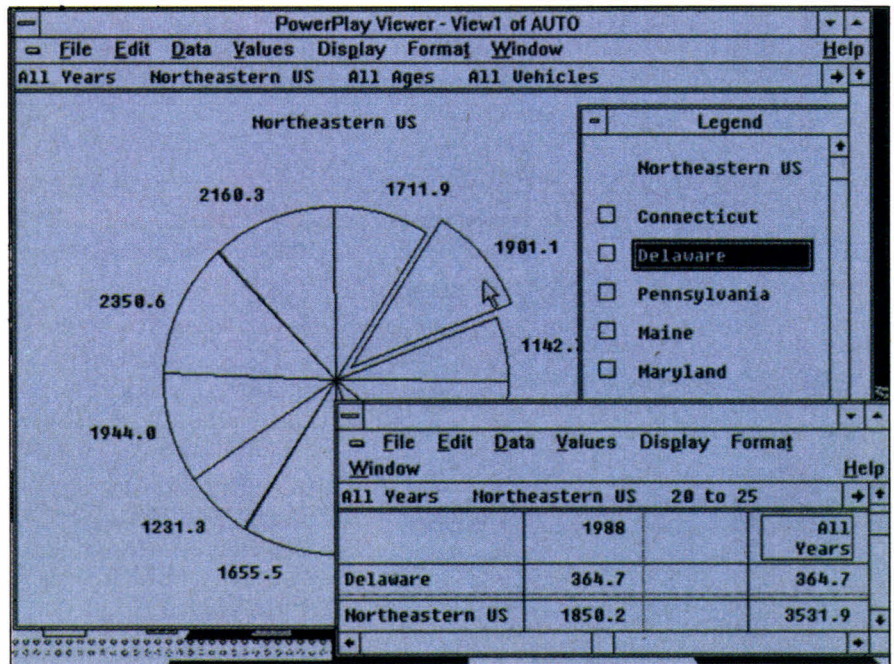 PowerPlay Viewer - View1 of AUTO
File Edit Data Values Display Format Window Help
All Years Northeastern US All Ages All Vehicles
Northeastern US
2160.3
1711.9
1901.1
2350.6
1142.
1944.0
1231.3
1655.5
Legend
Northeastern US
Connecticut
Delaware
Pennsylvania
Maine
Maryland
File Edit Data Values Display Format
Window Help
All Years Northeastern US 20 to 25
1988 All
Years
Delaware 364.7 364.7
Northeastern US 1850.2 3531.9